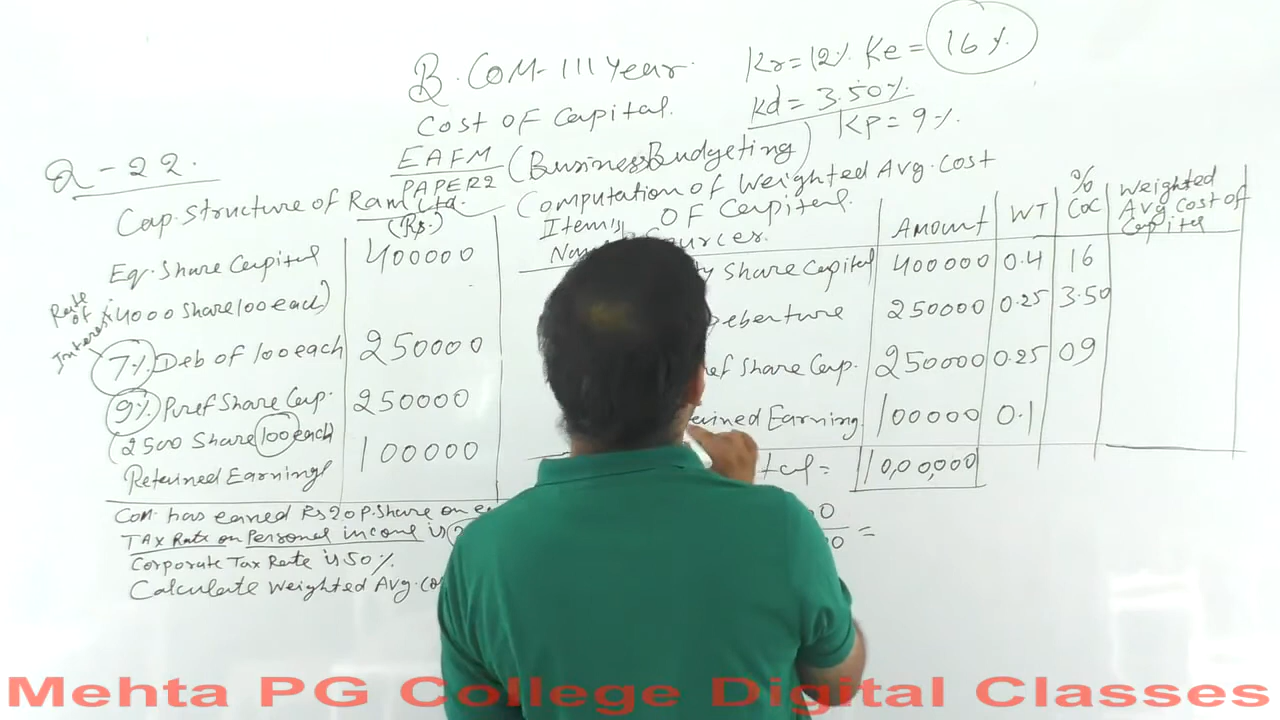 B.COM-III Year
Cost OF Capital.
EAFM (Business Budgeting)
PAPER2
Kr=12% Ke= 16%
Kd= 3.50%
Kp=9%
Q-22.
Cap. Structure of Ram Ltd.
(Rs.)
Eq. Share Capital 400000
(4000 Share 100 each)
Rate of Interest
7% Deb of 100 each 250000
9% Pref Share Cap. 250000
(2500 Share 100 each)
Retained Earnings 100000
Com. has earned Rs 20 P. Share on
TAX Rate on Personal income is
Corporate Tax Rate is 50%.
Calculate Weighted Avg.
Computation of Weighted Avg. Cost
OF Capital.
Item's Sources. Amount WT % COC Weighted Avg. Cost of Capital
Share Capital 400000 0.4 16
Debenture 250000 0.25 3.50
Share Cap. 250000 0.25 09
Earning 100000 0.1
= 10,00,000
=
Mehta PG College Digital Classes